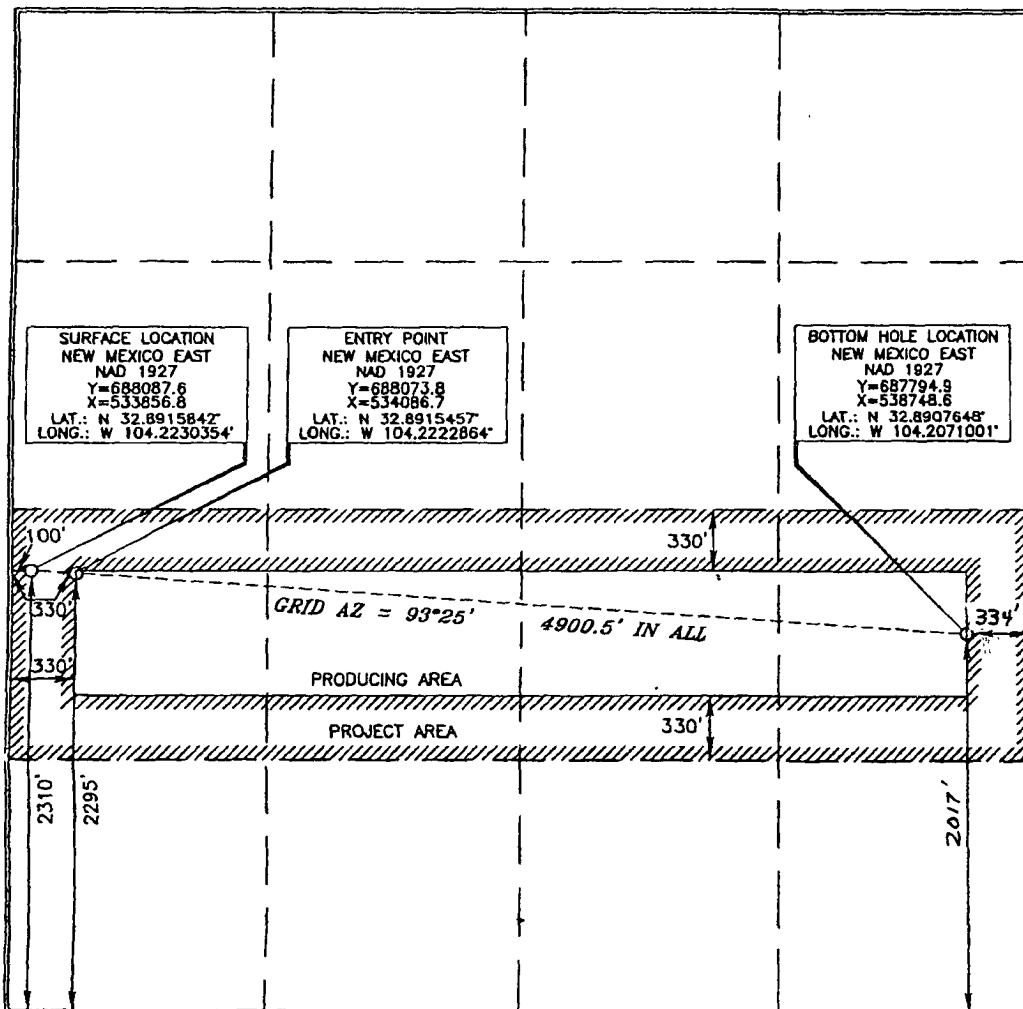 SURFACE LOCATION
NEW MEXICO EAST
NAD 1927
Y=688087.6
X=533856.8
LAT.: N 32.8915842°
LONG.: W 104.2230354°
ENTRY POINT
NEW MEXICO EAST
NAD 1927
Y=688073.8
X=534086.7
LAT.: N 32.8915457°
LONG.: W 104.2222864°
BOTTOM HOLE LOCATION
NEW MEXICO EAST
NAD 1927
Y=687794.9
X=538748.6
LAT.: N 32.8907648°
LONG.: W 104.2071001°
100'
330'
330'
GRID AZ = 93°25' 4900.5' IN ALL
334'
330'
PRODUCING AREA
PROJECT AREA
330'
2310'
2295'
2017'